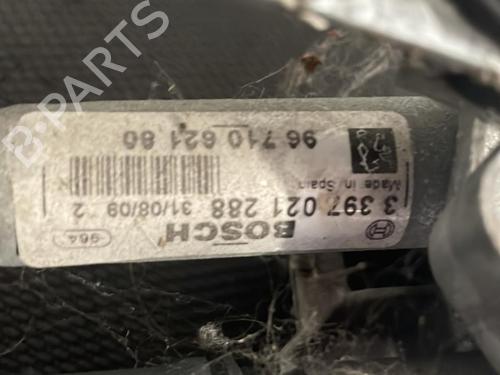 BOSCH
3 397 021 288 31/08/09 2
Made in Spain
96 710 621 80
964
B-PARTS